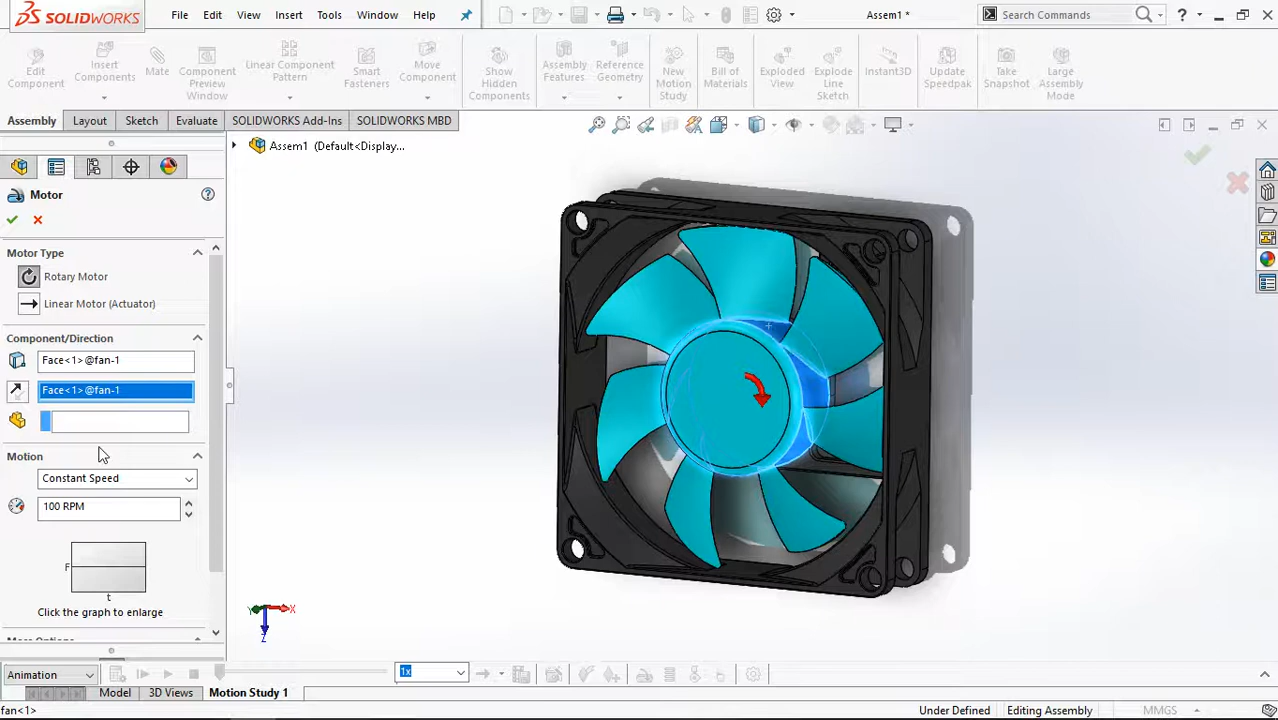 SOLIDWORKS
File Edit View Insert Tools Window Help
Assem1 *
Search Commands
?
Edit Component
Insert Components
Mate
Component Preview Window
Linear Component Pattern
Smart Fasteners
Move Component
Show Hidden Components
Assembly Features
Reference Geometry
New Motion Study
Bill of Materials
Exploded View
Explode Line Sketch
Instant3D
Update Speedpak
Take Snapshot
Large Assembly Mode
Assembly Layout Sketch Evaluate SOLIDWORKS Add-Ins SOLIDWORKS MBD
Assem1 (Default<Display...
Motor
?
Motor Type
Rotary Motor
Linear Motor (Actuator)
Component/Direction
Face<1>@fan-1
Face<1>@fan-1
Motion
Constant Speed
100 RPM
F
t
Click the graph to enlarge
More Options
Y X
Z
Animation
1x
Model 3D Views Motion Study 1
fan<1>
Under Defined Editing Assembly MMGS